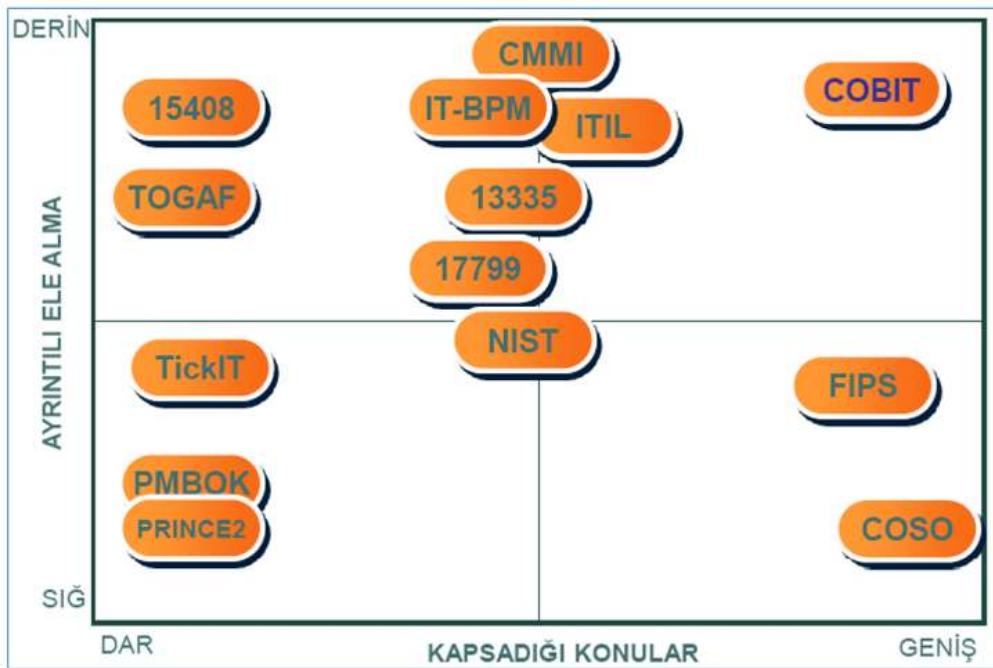 DERİN
CMMI
COBIT
15408
IT-BPM
ITIL
TOGAF
13335
17799
AYRINTILI ELE ALMA
NIST
TickIT
FIPS
PMBOK
PRINCE2
COSO
SIĞ
DAR
KAPSADIĞI KONULAR
GENİŞ